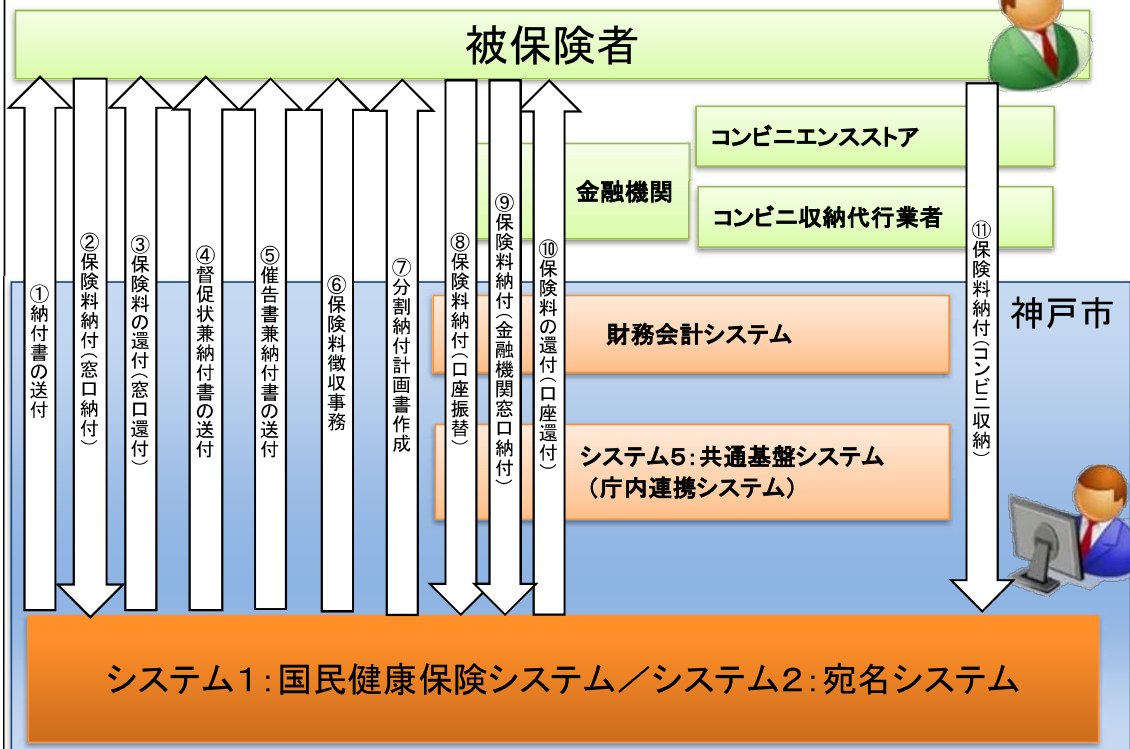 被保険者
コンビニエンスストア
金融機関
コンビニ収納代行業者
①納付書の送付
②保険料納付(窓口納付)
③保険料の還付(窓口還付)
④督促状兼納付書の送付
⑤催告書兼納付書の送付
⑥保険料徴収事務
⑦分割納付計画書作成
⑧保険料納付(口座振替)
⑨保険料納付(金融機関窓口納付)
⑩保険料の還付(口座還付)
⑪保険料納付(コンビニ収納)
神戸市
財務会計システム
システム5:共通基盤システム
(庁内連携システム)
システム1:国民健康保険システム/システム2:宛名システム